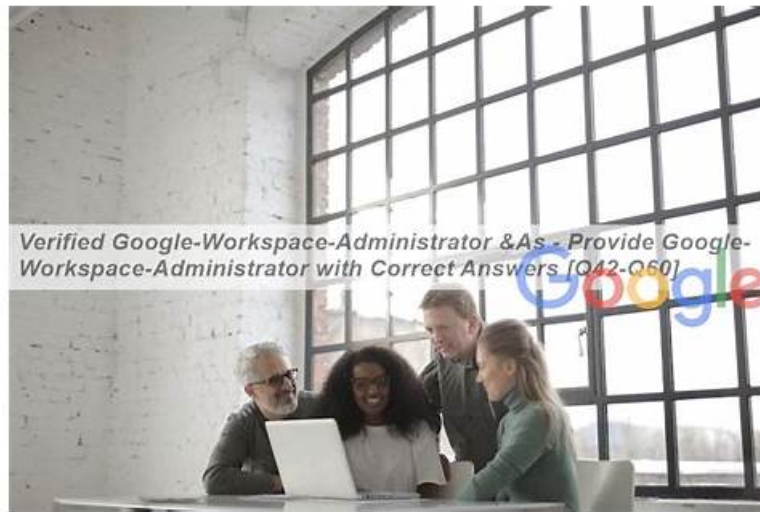 Verified Google-Workspace-Administrator &As - Provide Google-
Workspace-Administrator with Correct Answers [Q42-Q60]
Google